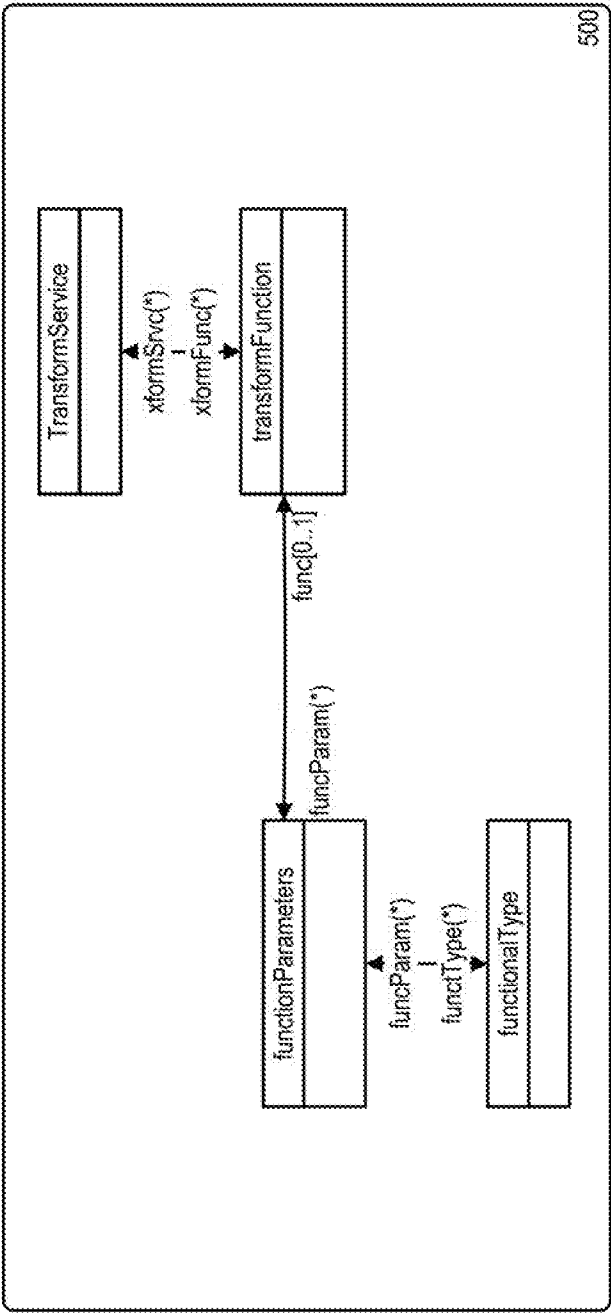 TransformService
xformSrvc(*)
xformFunc(*)
transformFunction
functionParameters
func[0..1]
funcParam(*)
funcParam(*)
functType(*)
functionalType
500